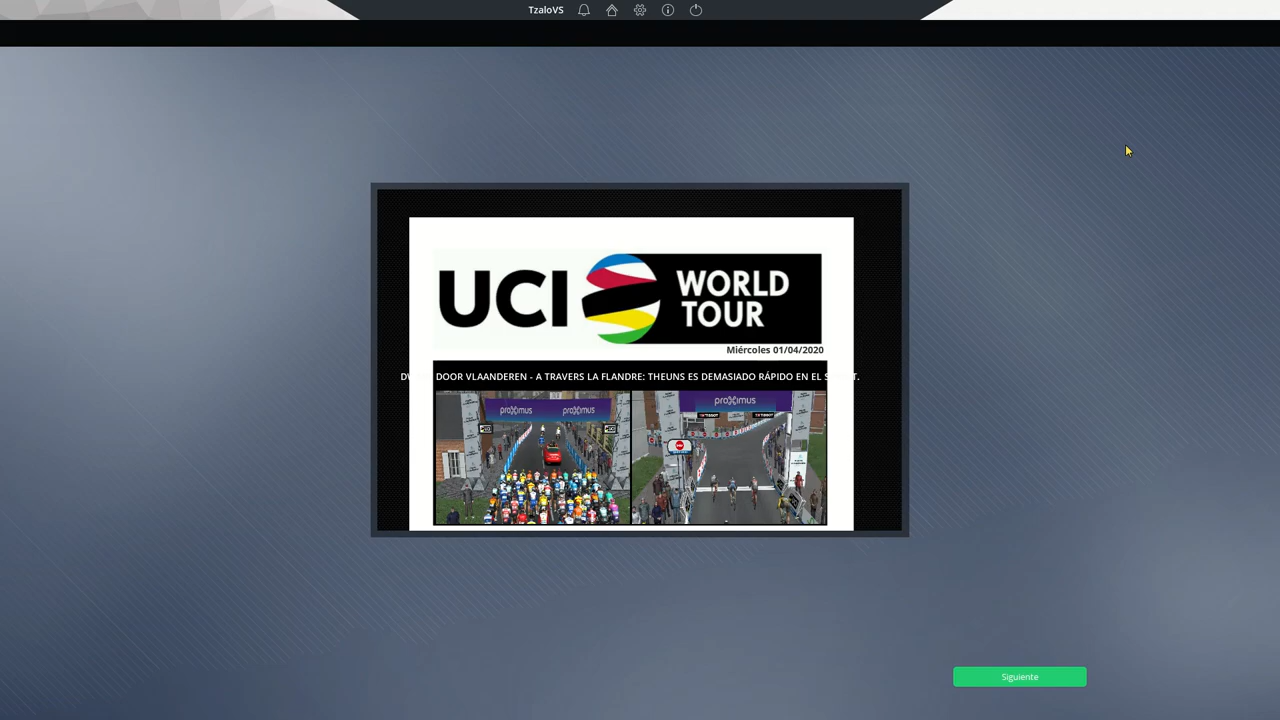 TzaloVS
UCI WORLD
TOUR
Miércoles 01/04/2020
DOOR VLAANDEREN - A TRAVERS LA FLANDRE: THEUNS ES DEMASIADO RÁPIDO EN EL
proximus proximus
proximus
Siguiente